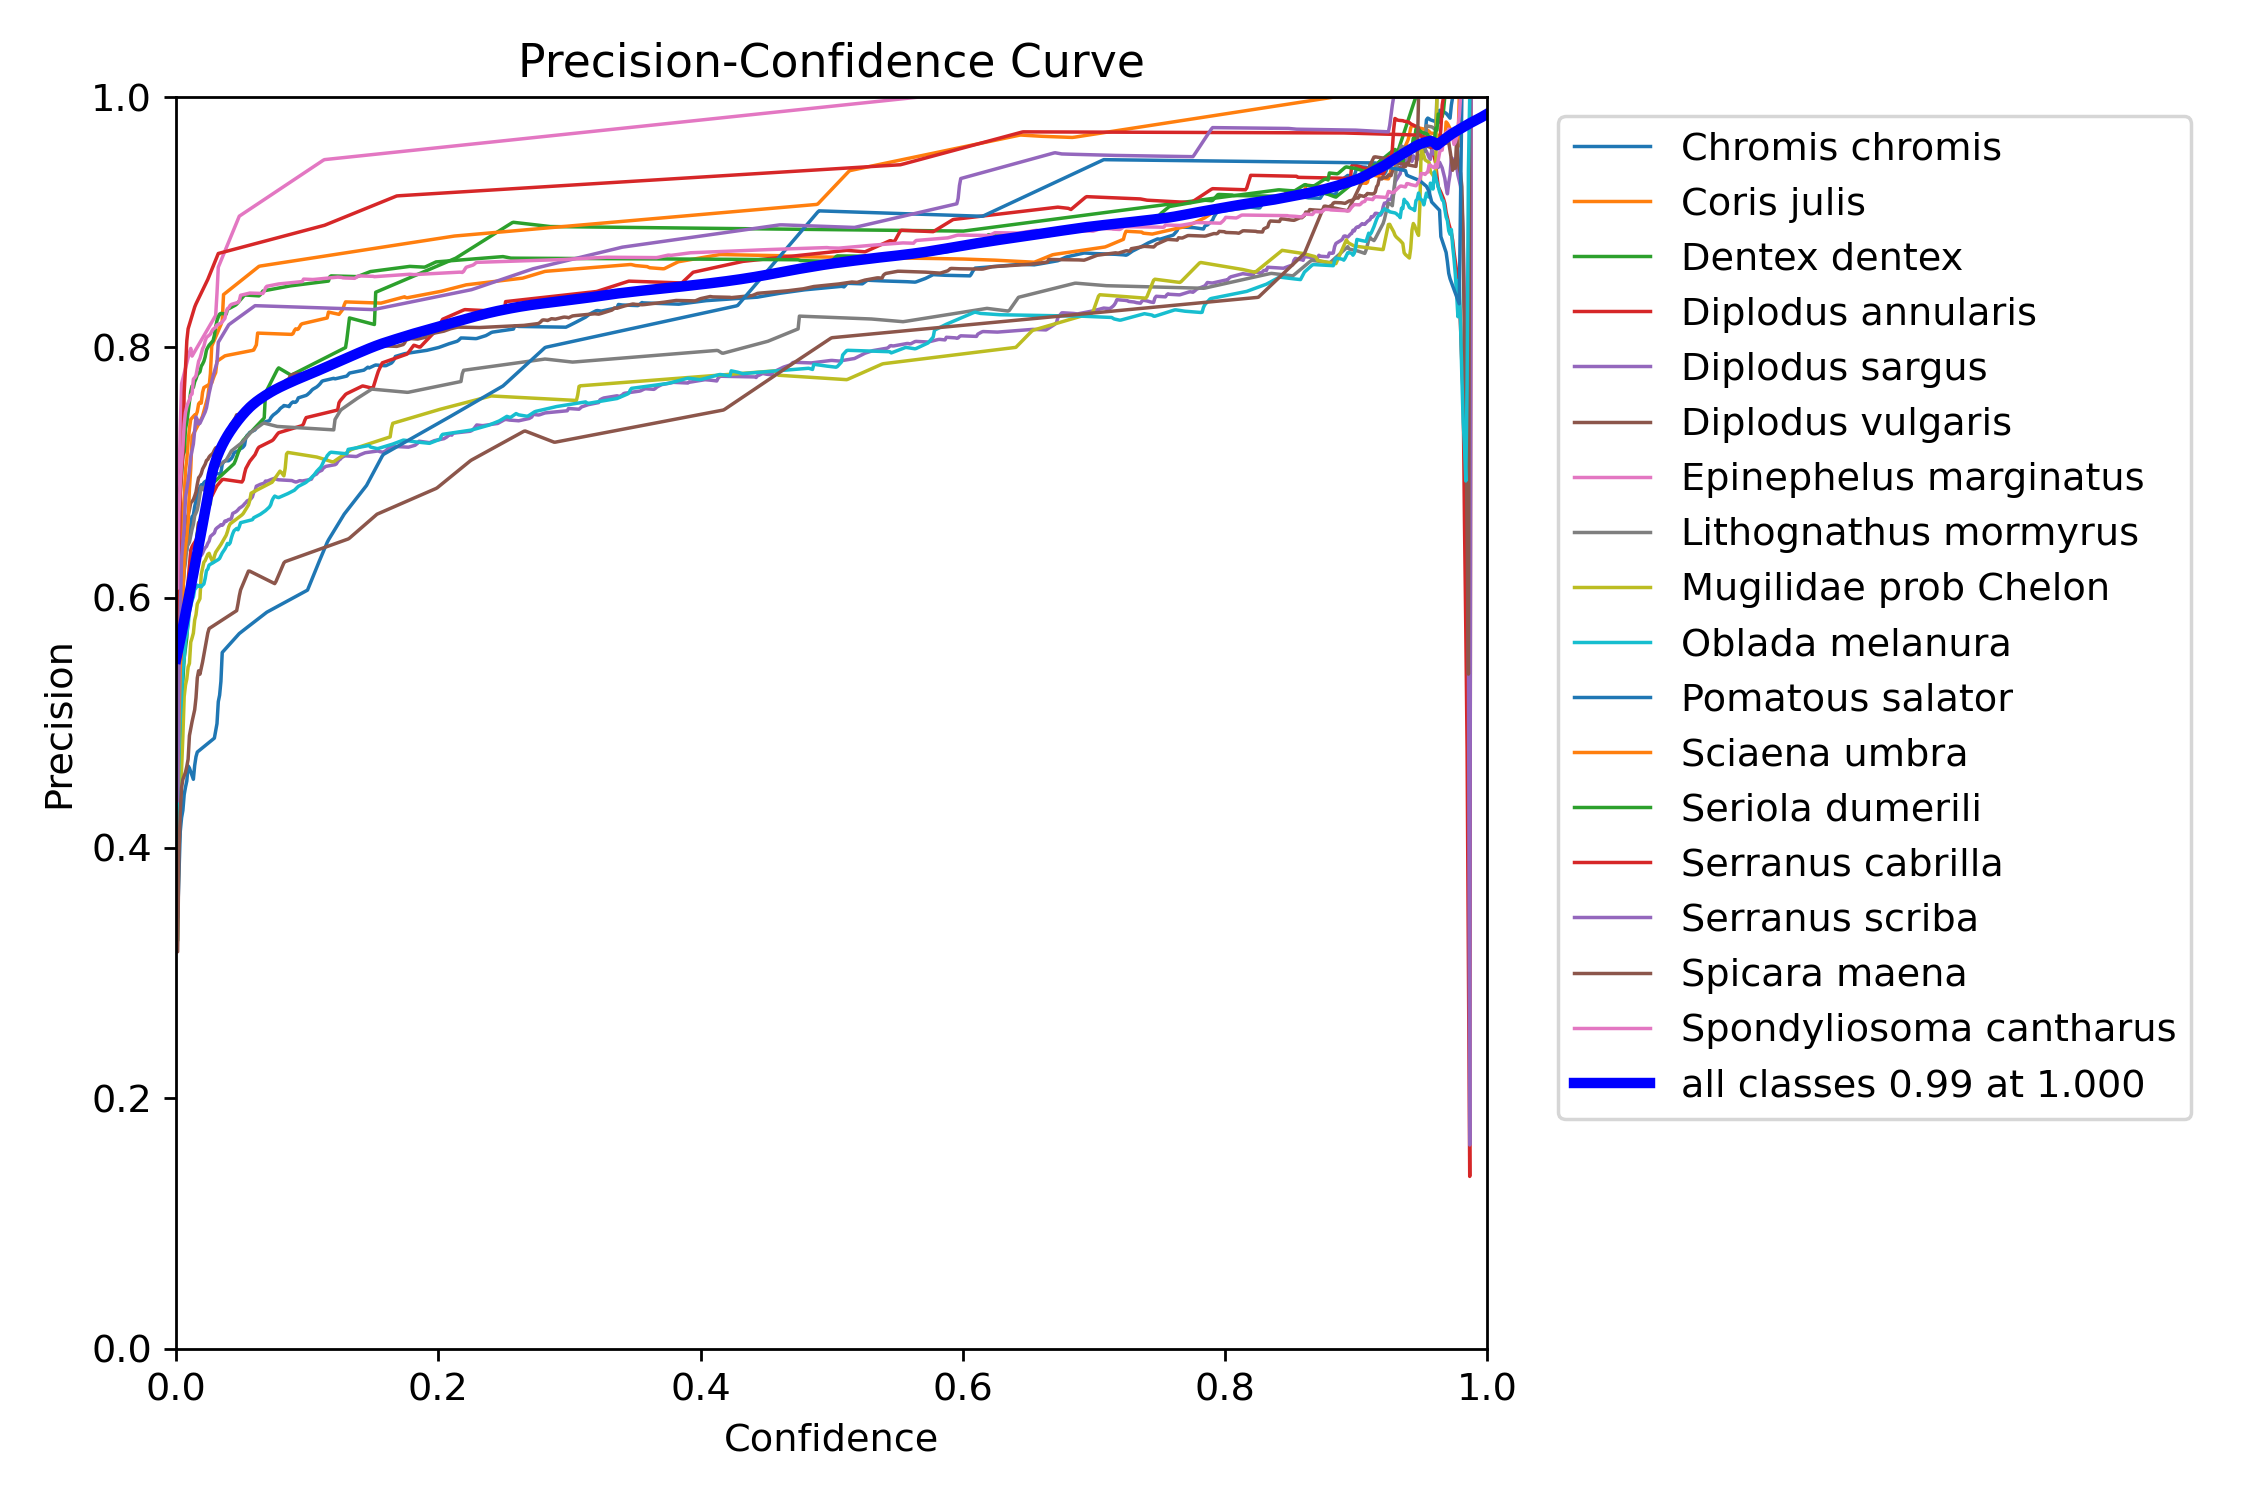 Precision-Confidence Curve
1.0
0.8
0.6
0.4
0.2
0.0
Precision
0.0 0.2 0.4 0.6 0.8 1.0
Confidence
Chromis chromis
Coris julis
Dentex dentex
Diplodus annularis
Diplodus sargus
Diplodus vulgaris
Epinephelus marginatus
Lithognathus mormyrus
Mugilidae prob Chelon
Oblada melanura
Pomatous salator
Sciaena umbra
Seriola dumerili
Serranus cabrilla
Serranus scriba
Spicara maena
Spondyliosoma cantharus
all classes 0.99 at 1.000